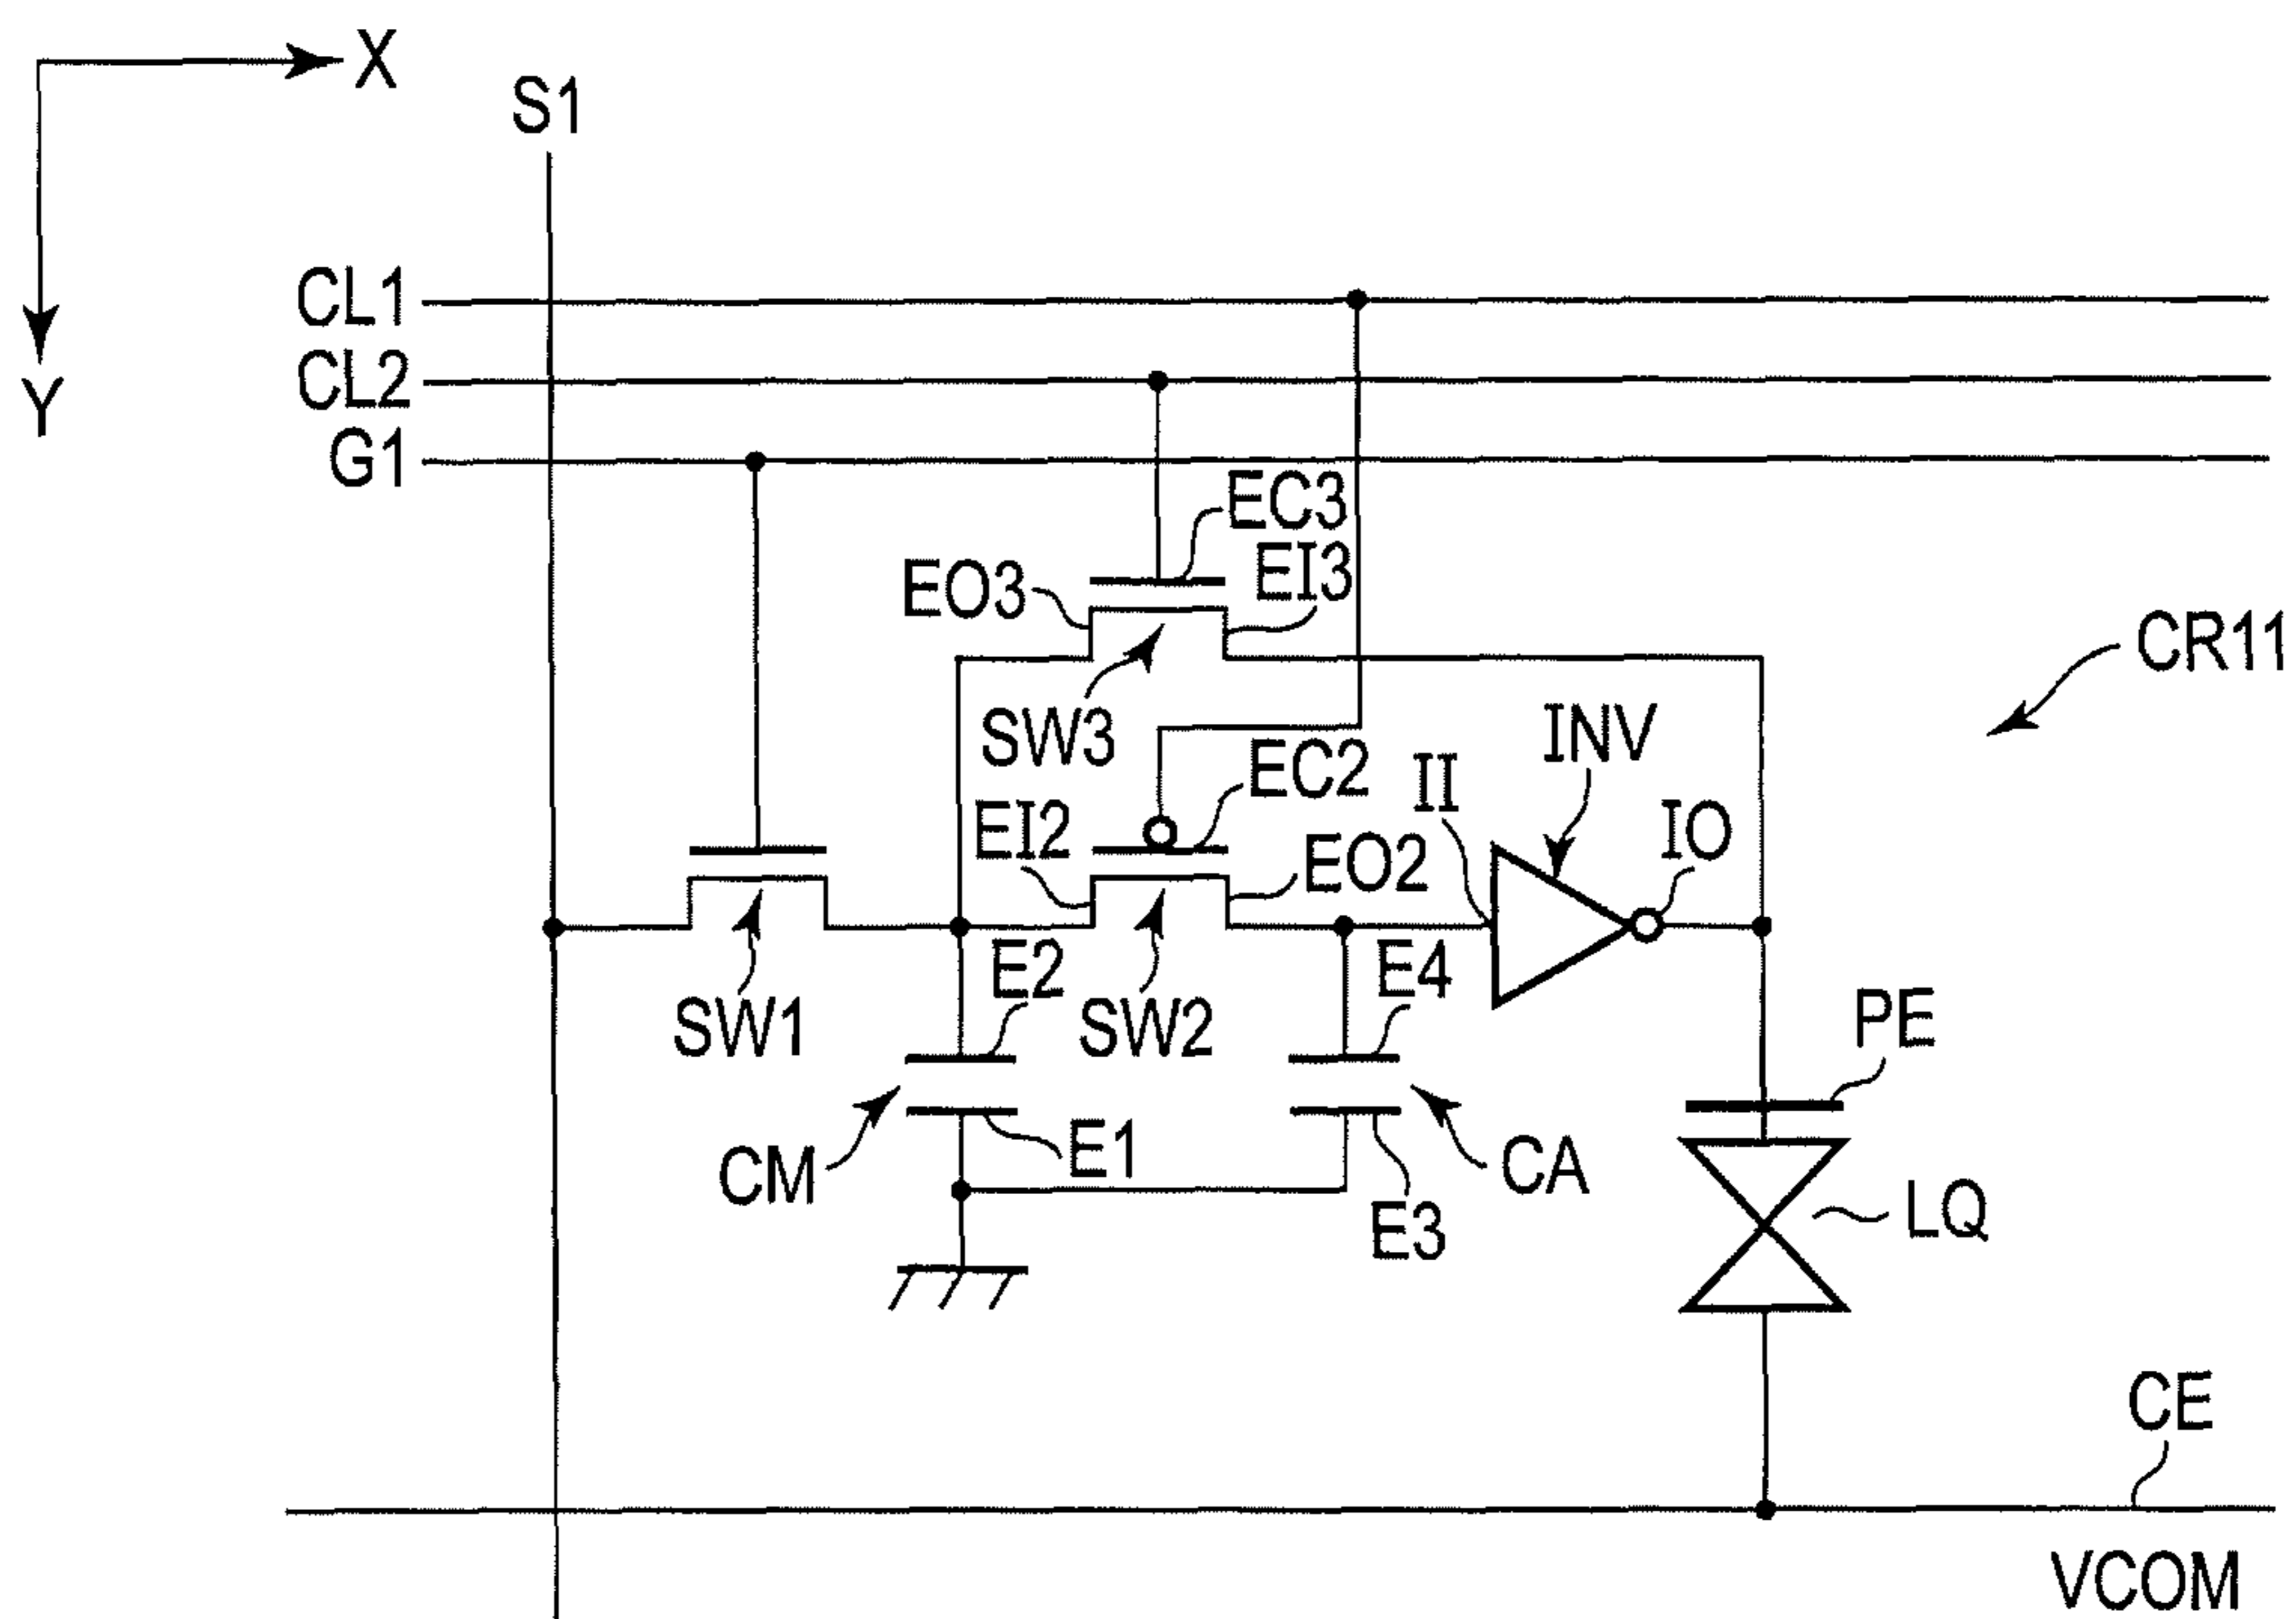 X
S1
CL1
CL2
Y
G1
EC3
EI3
EO3
CR11
SW3
INV
EC2
II
EI2
IO
EO2
E2
E4
SW1
SW2
PE
E1
CM
CA
LQ
E3
CE
VCOM